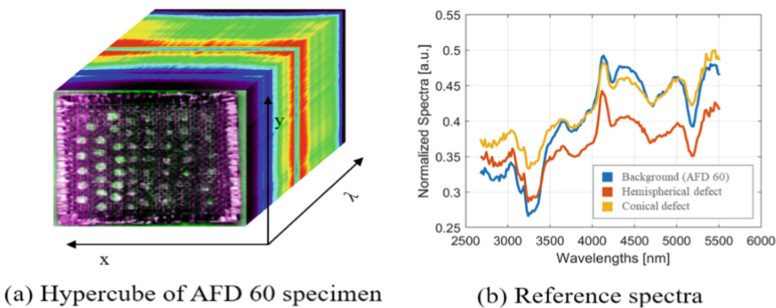 y
λ
x
(a) Hypercube of AFD 60 specimen
0.55
0.5
0.45
0.4
0.35
0.3
0.25
Normalized Spectra [a.u.]
Background (AFD 60)
Hemispherical defect
Conical defect
2500 3000 3500 4000 4500 5000 5500 6000
Wavelengths [nm]
(b) Reference spectra